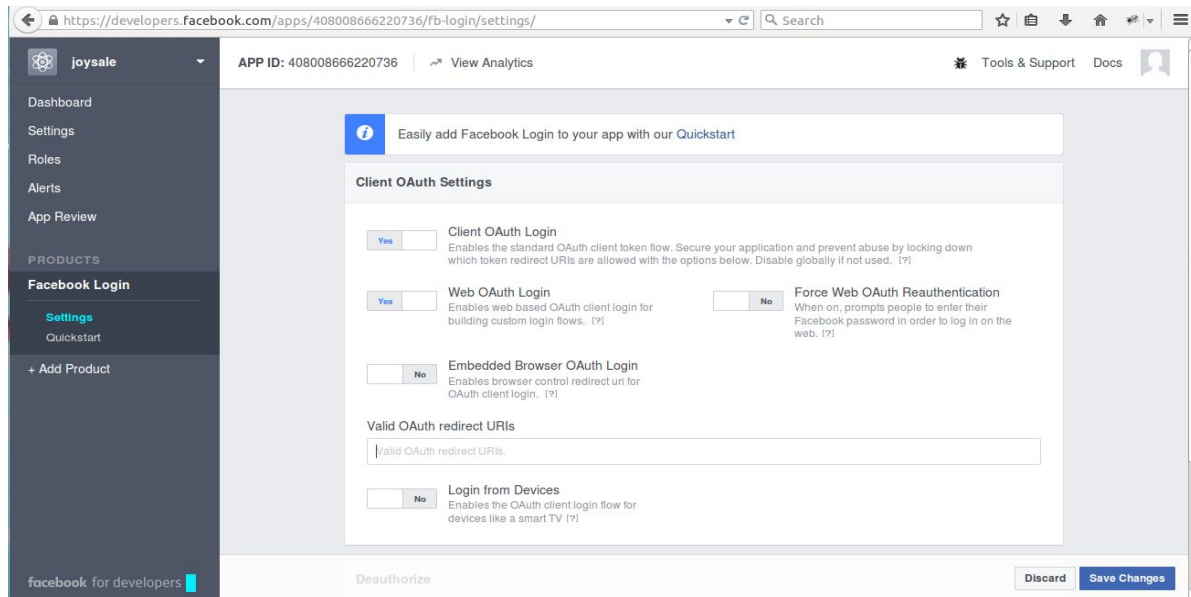 https://developers.facebook.com/apps/408008666220736/fb-login/settings/
Search
joysale
APP ID: 408008666220736
View Analytics
Tools & Support
Docs
Dashboard
Settings
Roles
Alerts
App Review
PRODUCTS
Facebook Login
Settings
Quickstart
+ Add Product
facebook for developers
Easily add Facebook Login to your app with our Quickstart
Client OAuth Settings
Yes
Client OAuth Login
Enables the standard OAuth client token flow. Secure your application and prevent abuse by locking down
which token redirect URIs are allowed with the options below. Disable globally if not used. [?]
Yes
Web OAuth Login
Enables web based OAuth client login for
building custom login flows. [?]
No
Force Web OAuth Reauthentication
When on, prompts people to enter their
Facebook password in order to log in on the
web. [?]
No
Embedded Browser OAuth Login
Enables browser control redirect uri for
OAuth client login. [?]
Valid OAuth redirect URIs
Valid OAuth redirect URIs.
No
Login from Devices
Enables the OAuth client login flow for
devices like a smart TV [?]
Deauthorize
Discard
Save Changes